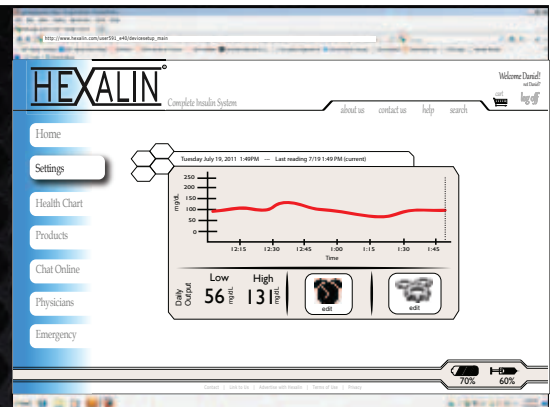 http://www.hexalin.com/user591_e40/devicesetup_main
HEXALIN
Complete Insulin System
Welcome Daniel!
not Daniel?
about us
contact us
help
search
cart
log off
Home
Settings
Health Chart
Products
Chat Online
Physicians
Emergency
Tuesday July 19, 2011 1:49PM — Last reading 7/19 1:49 PM (current)
mg/dL
250
200
150
100
50
0
12:15
12:30
12:45
1:00
1:15
1:30
1:45
Time
Daily Output
Low
56 mg/dL
High
131 mg/dL
edit
edit
70%
60%
Contact | Link to Us | Advertise with Hexalin | Terms of Use | Privacy